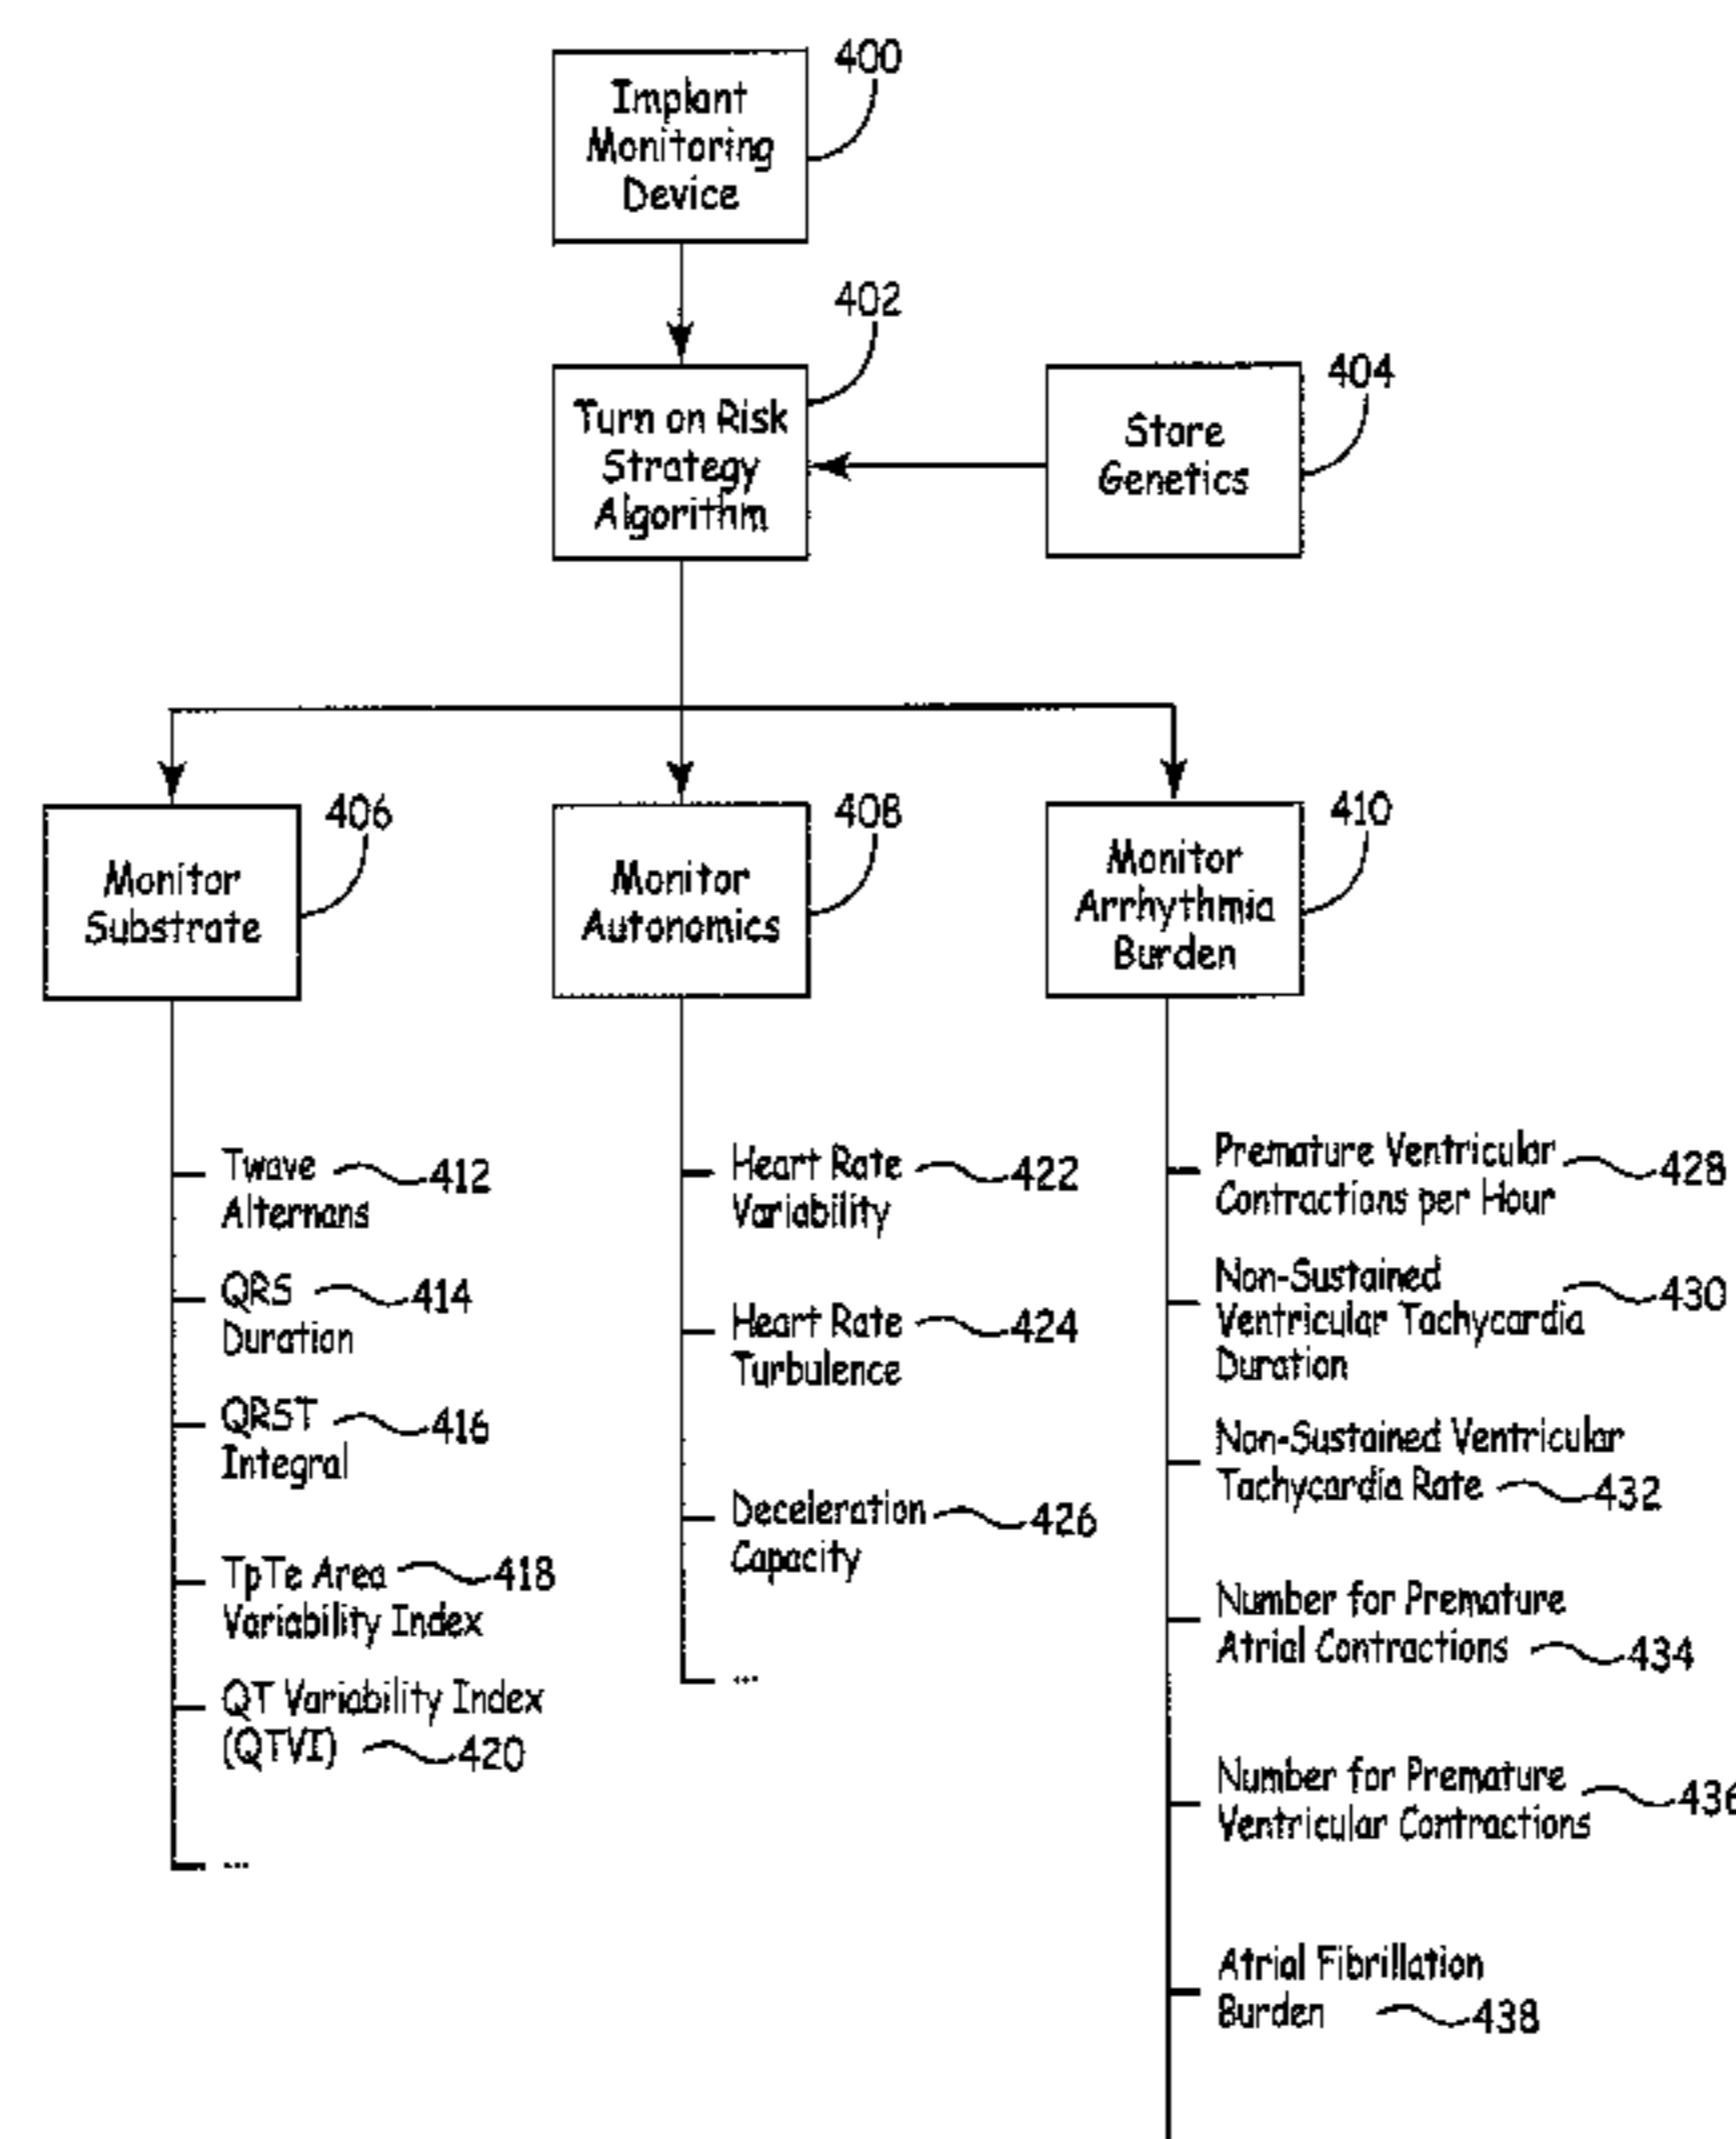 400
Implant
Monitoring
Device
402
Turn on Risk
Strategy
Algorithm
404
Store
Genetics
406
Monitor
Substrate
408
Monitor
Autonomics
410
Monitor
Arrhythmia
Burden
Twave 412
Alternans
QRS 414
Duration
QRST 416
Integral
TpTe Area 418
Variability Index
QT Variability Index
(QTVI) 420
...
Heart Rate 422
Variability
Heart Rate 424
Turbulence
Deceleration 426
Capacity
...
Premature Ventricular 428
Contractions per Hour
Non-Sustained 430
Ventricular Tachycardia
Duration
Non-Sustained Ventricular
Tachycardia Rate 432
Number for Premature
Atrial Contractions 434
Number for Premature 436
Ventricular Contractions
Atrial Fibrillation
Burden 438